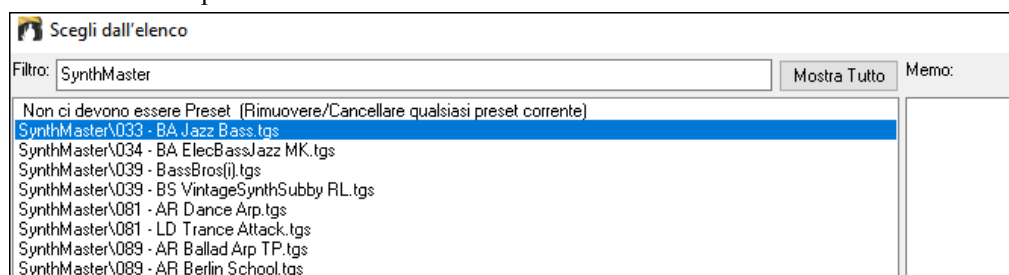 Scegli dall'elenco
Filtro: SynthMaster Mostra Tutto Memo:
Non ci devono essere Preset (Rimuovere/Cancellare qualsiasi preset corrente)
SynthMaster\033 - BA Jazz Bass.tgs
SynthMaster\034 - BA ElecBassJazz MK.tgs
SynthMaster\039 - BassBros(i).tgs
SynthMaster\039 - BS VintageSynthSubby RL.tgs
SynthMaster\081 - AR Dance Arp.tgs
SynthMaster\081 - LD Trance Attack.tgs
SynthMaster\089 - AR Ballad Arp TP.tgs
SynthMaster\089 - AR Berlin School.tgs